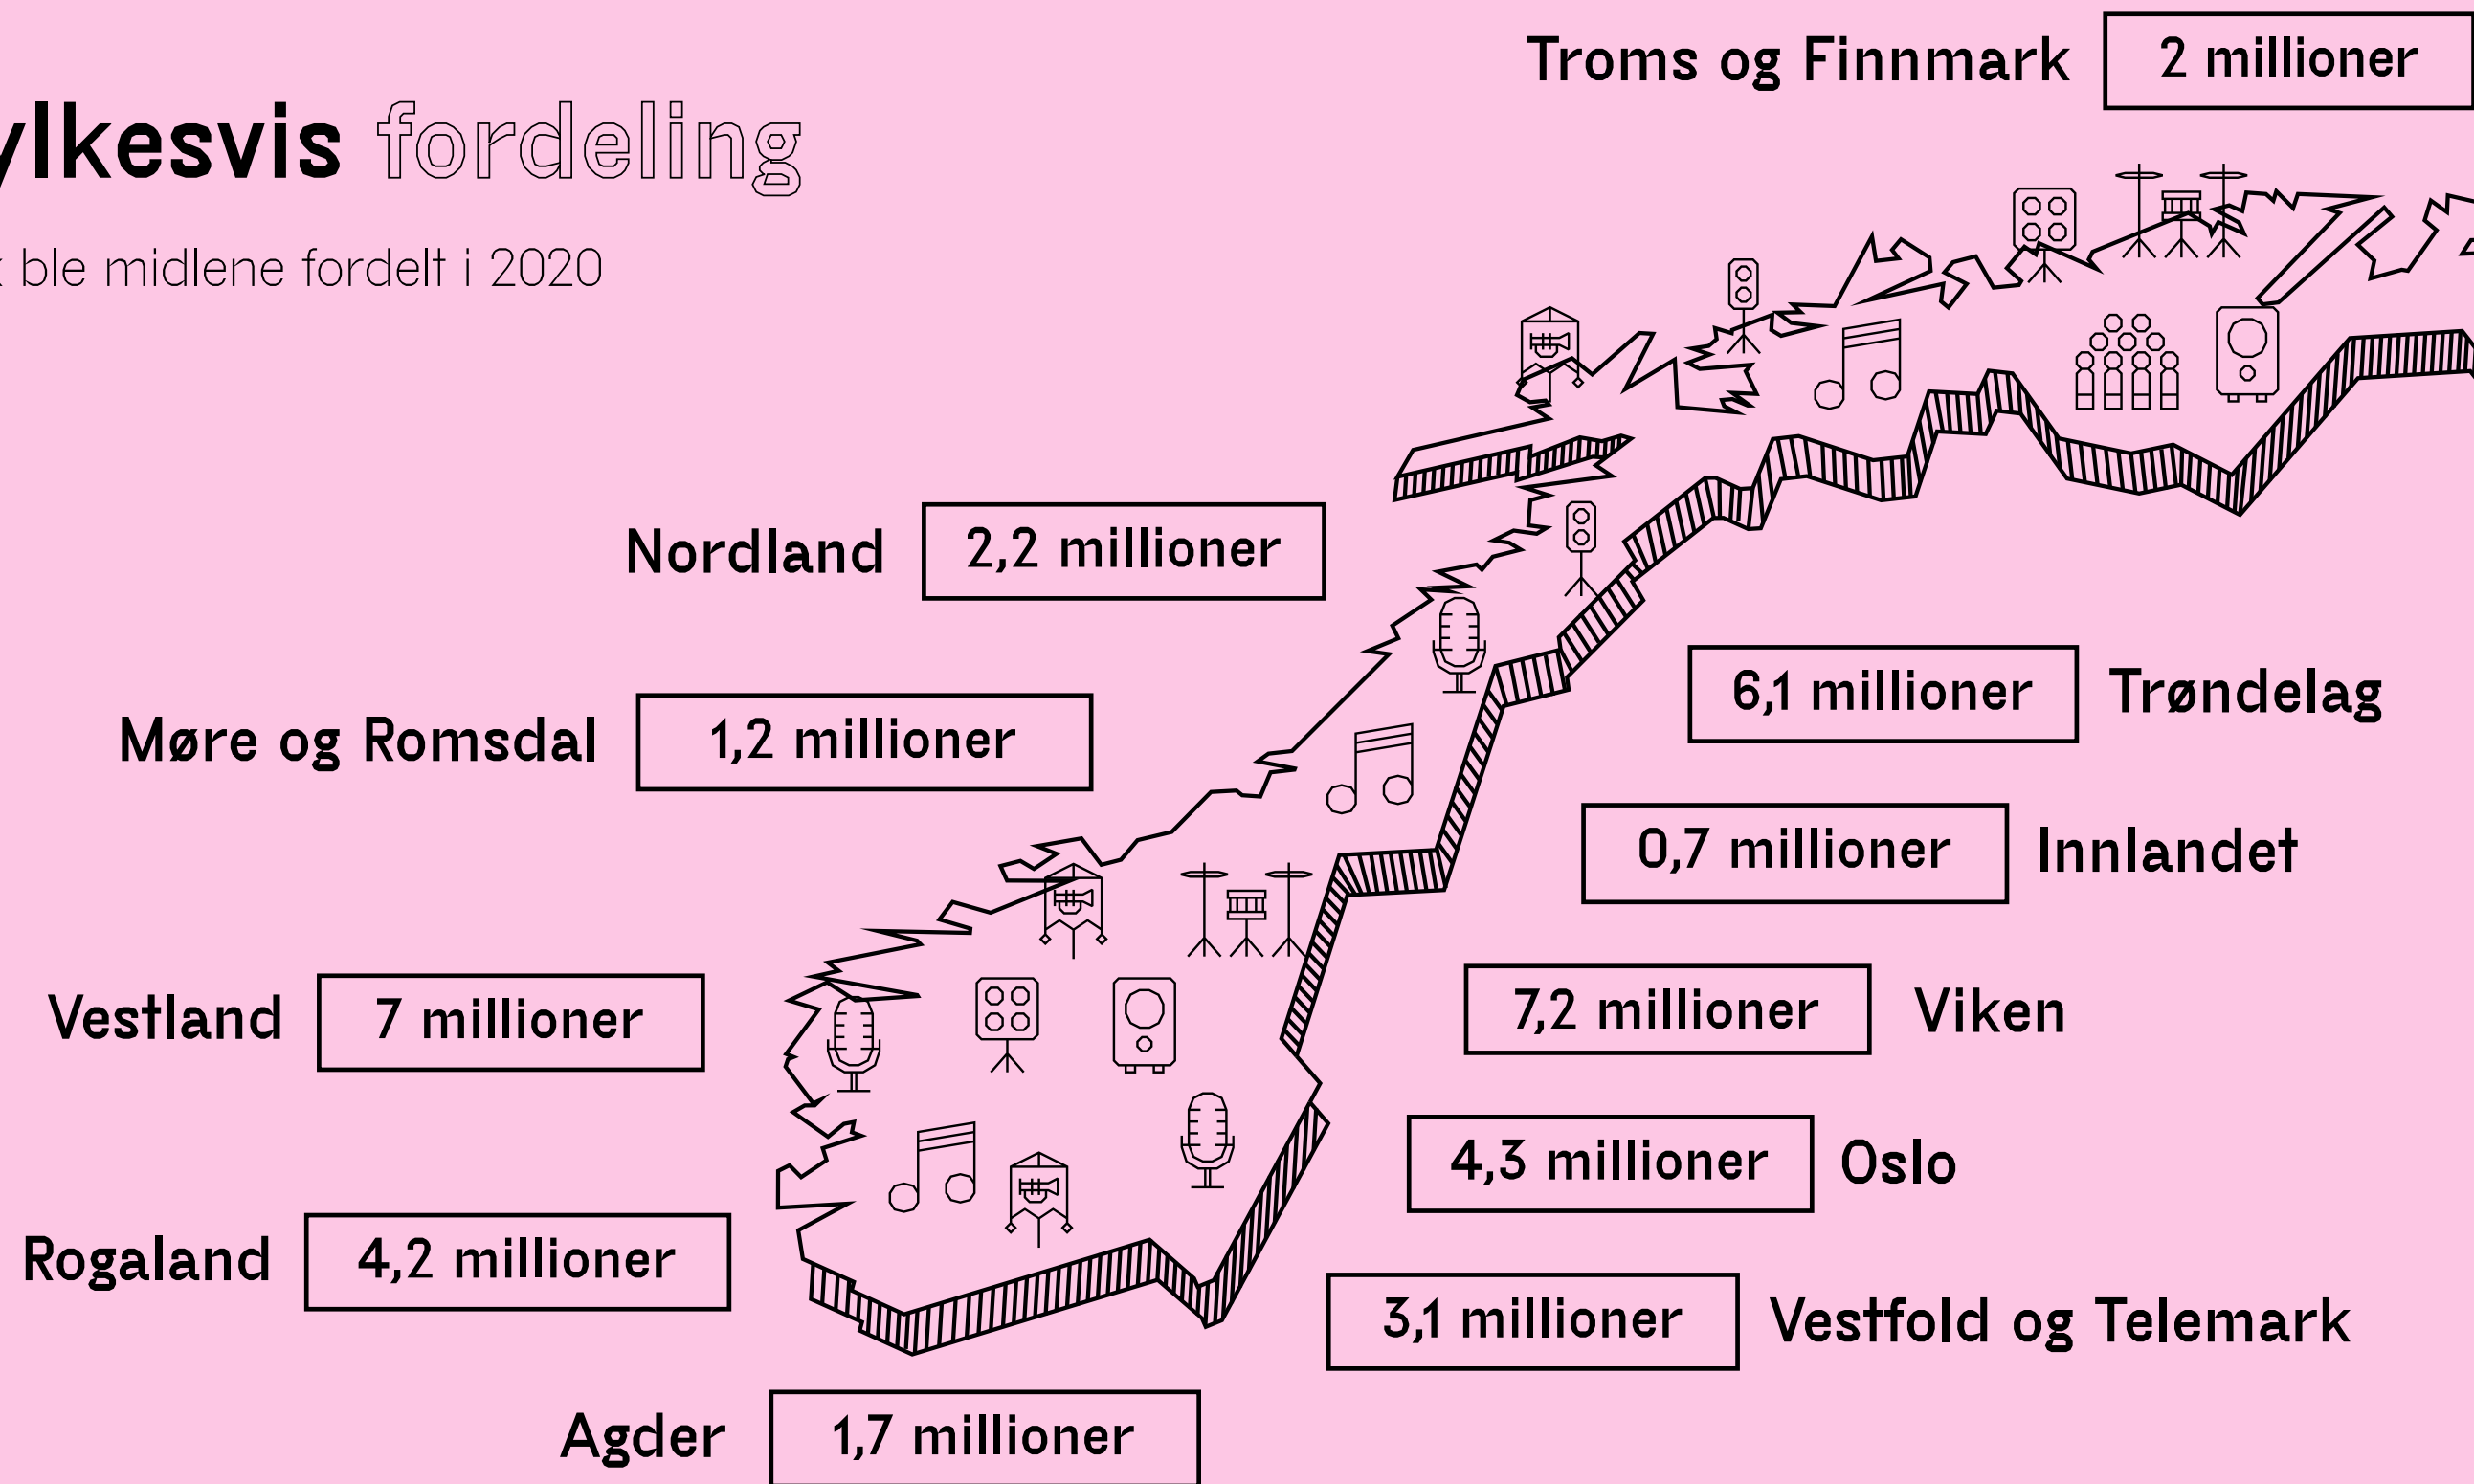 ylkesvis fordeling
ble midlene fordelt i 2020
Troms og Finnmark 2 millioner
Nordland 2,2 millioner
6,1 millioner Trøndelag
Møre og Romsdal 1,2 millioner
0,7 millioner Innlandet
7,2 millioner Viken
Vestland 7 millioner
4,3 millioner Oslo
Rogaland 4,2 millioner
3,1 millioner Vestfold og Telemark
Agder 1,7 millioner